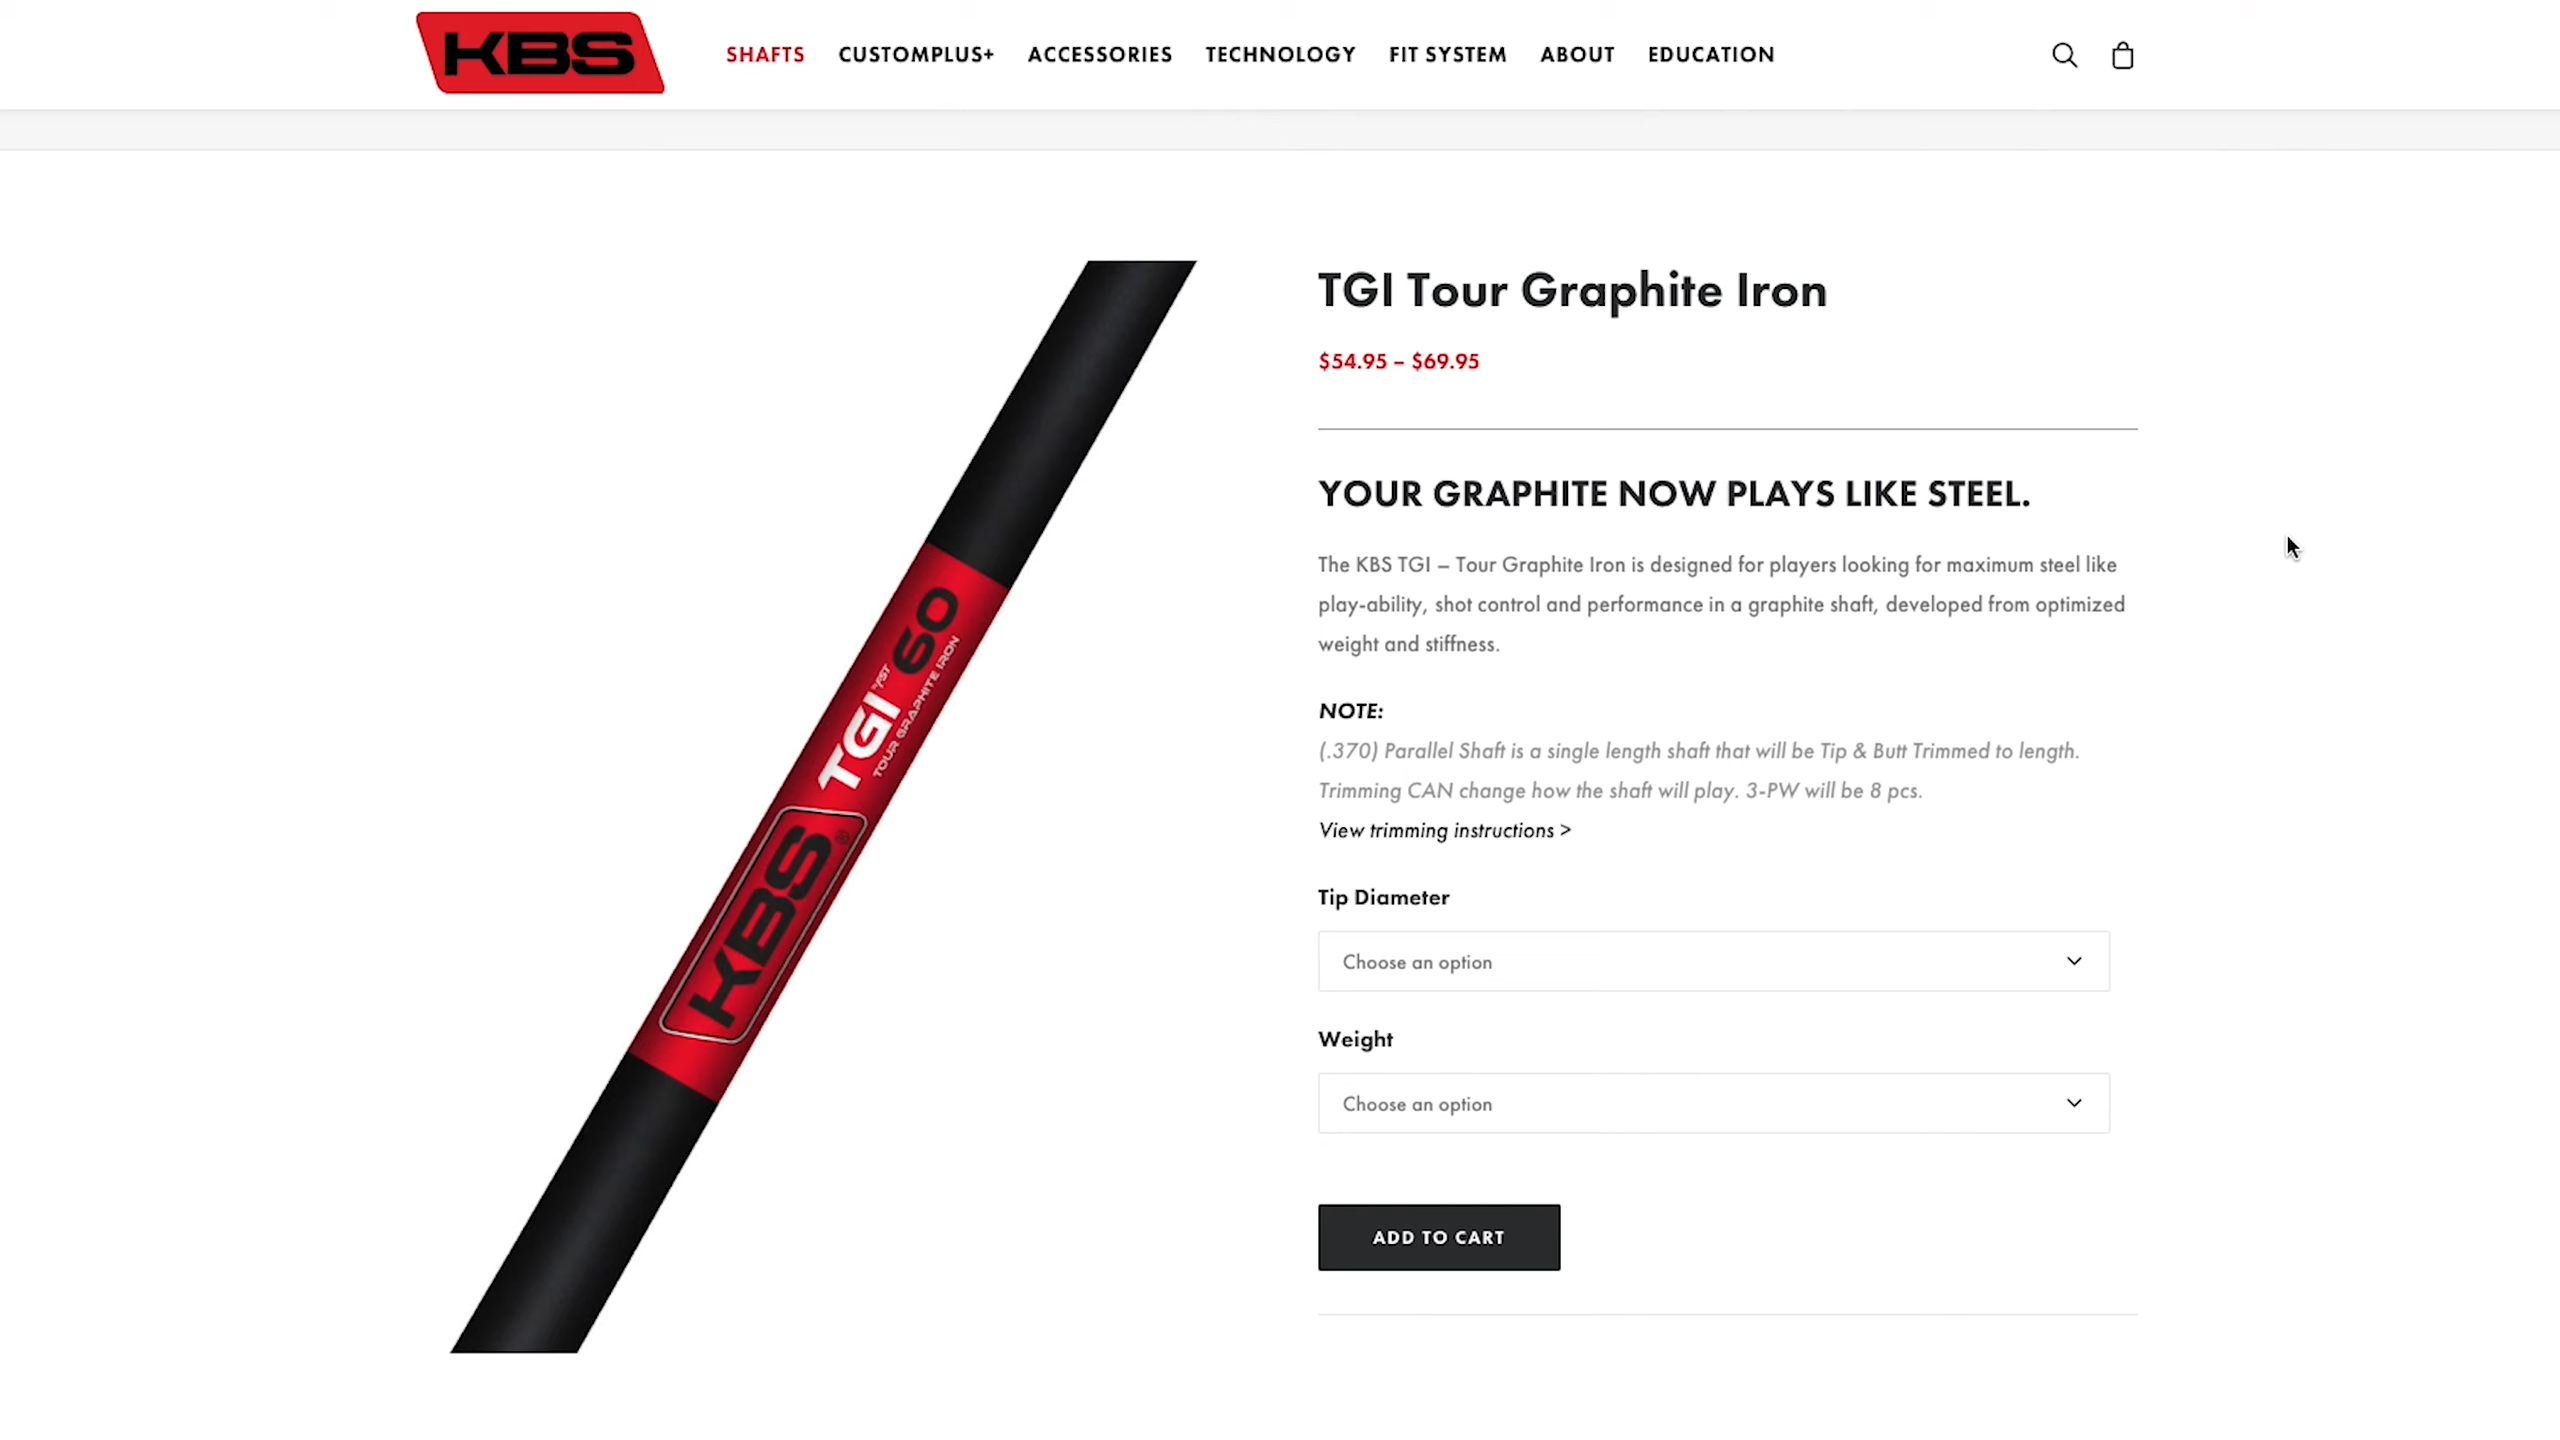 KBS
SHAFTS CUSTOMPLUS+ ACCESSORIES TECHNOLOGY FIT SYSTEM ABOUT EDUCATION
TGI Tour Graphite Iron
$54.95 – $69.95
YOUR GRAPHITE NOW PLAYS LIKE STEEL.
The KBS TGI – Tour Graphite Iron is designed for players looking for maximum steel like
play-ability, shot control and performance in a graphite shaft, developed from optimized
weight and stiffness.
NOTE:
(.370) Parallel Shaft is a single length shaft that will be Tip & Butt Trimmed to length.
Trimming CAN change how the shaft will play. 3-PW will be 8 pcs.
View trimming instructions >
Tip Diameter
Choose an option
Weight
Choose an option
ADD TO CART
KBS®
TGI by FST 60
TOUR GRAPHITE IRON